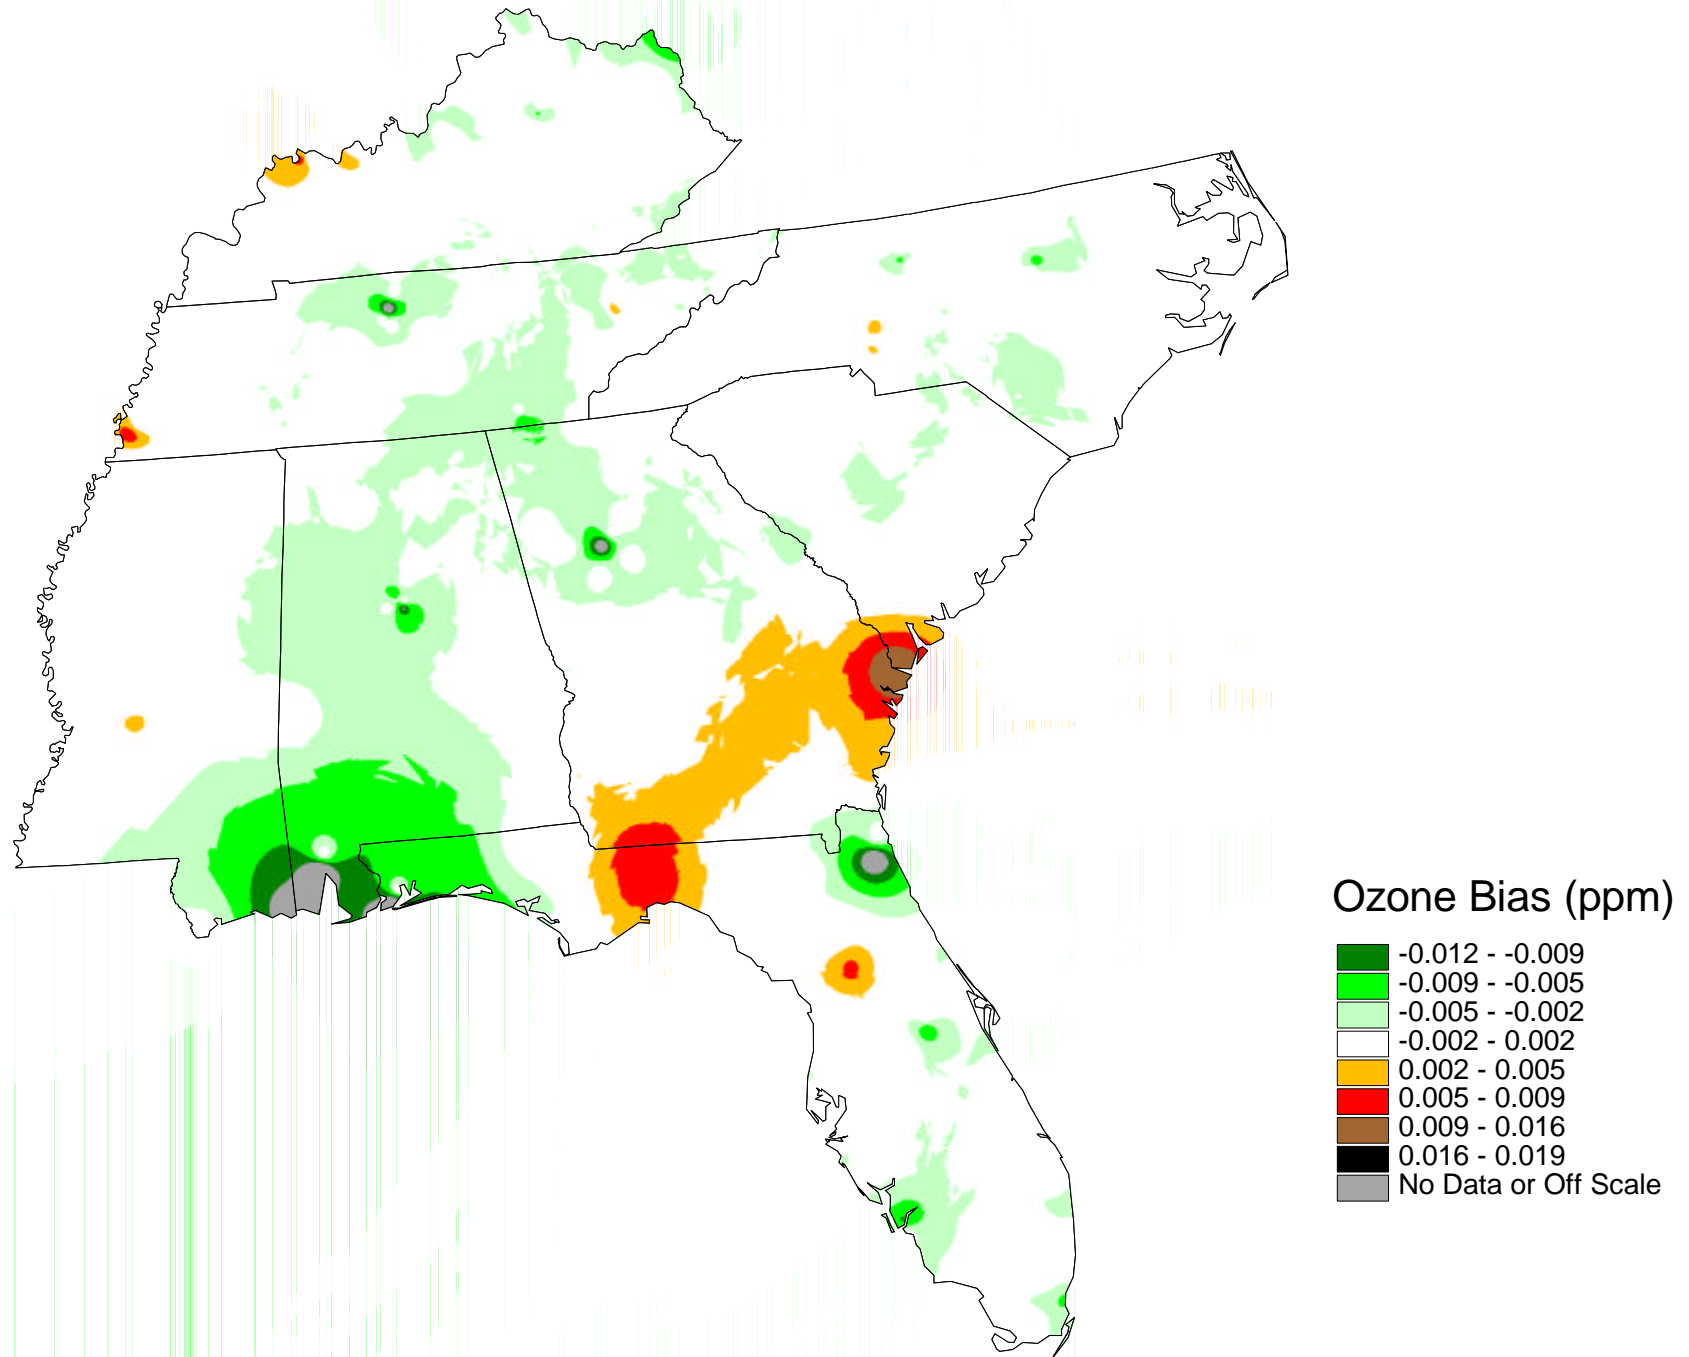 Ozone Bias (ppm)
-0.012 - -0.009
-0.009 - -0.005
-0.005 - -0.002
-0.002 - 0.002
0.002 - 0.005
0.005 - 0.009
0.009 - 0.016
0.016 - 0.019
No Data or Off Scale